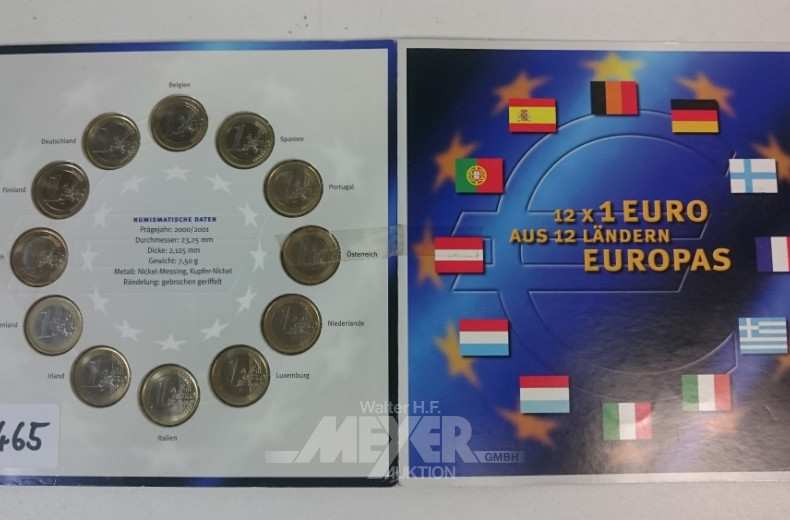 Belgien
Deutschland
Spanien
Finnland
Portugal
NUMISMATISCHE DATEN
Prägejahr: 2000/2001
Durchmesser: 23,25 mm
Dicke: 2,125 mm
Gewicht: 7,50 g
Metall: Nickel-Messing, Kupfer-Nickel
Rändelung: gebrochen geriffelt
Österreich
Niederlande
Irland
Luxemburg
Italien
465
12 X 1 EURO
AUS 12 LÄNDERN
EUROPAS
Walter H.F.
MEYER
GMBH
AUKTION